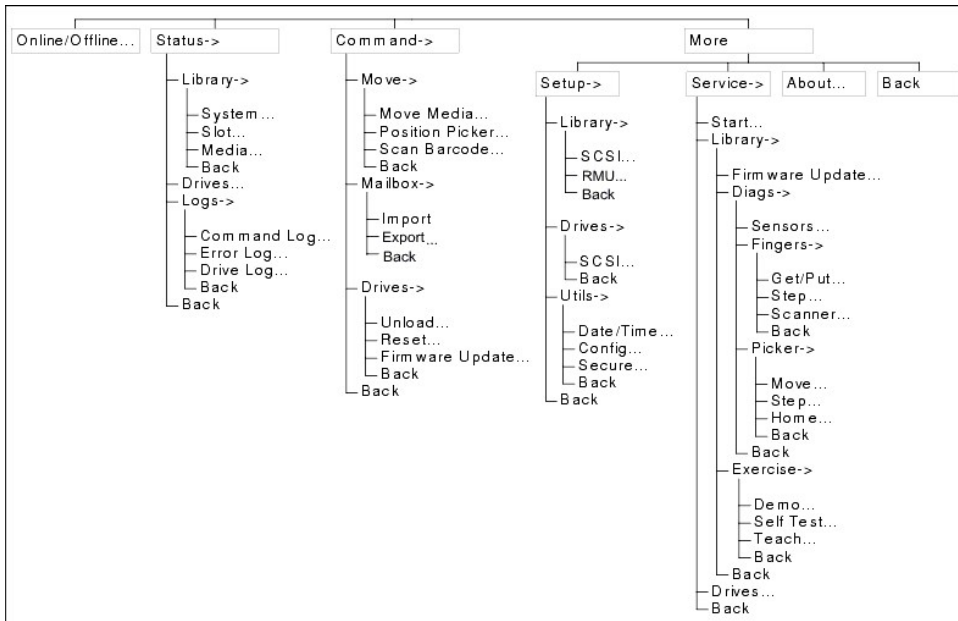 Online/Offline...
Status->
Library->
System...
Slot...
Media...
Back
Drives...
Logs->
Command Log...
Error Log...
Drive Log...
Back
Back
Command->
Move->
Move Media...
Position Picker...
Scan Barcode...
Back
Mailbox->
Import
Export...
Back
Drives->
Unload...
Reset...
Firmware Update...
Back
Back
More
Setup->
Library->
SCSI...
RMU...
Back
Drives->
SCSI...
Back
Utils->
Date/Time...
Config...
Secure...
Back
Back
Service->
Start...
Library->
Firmware Update...
Diags->
Sensors...
Fingers->
Get/Put...
Step...
Scanner...
Back
Picker->
Move...
Step...
Home...
Back
Back
Exercise->
Demo...
Self Test...
Teach...
Back
Back
Drives...
Back
About...
Back